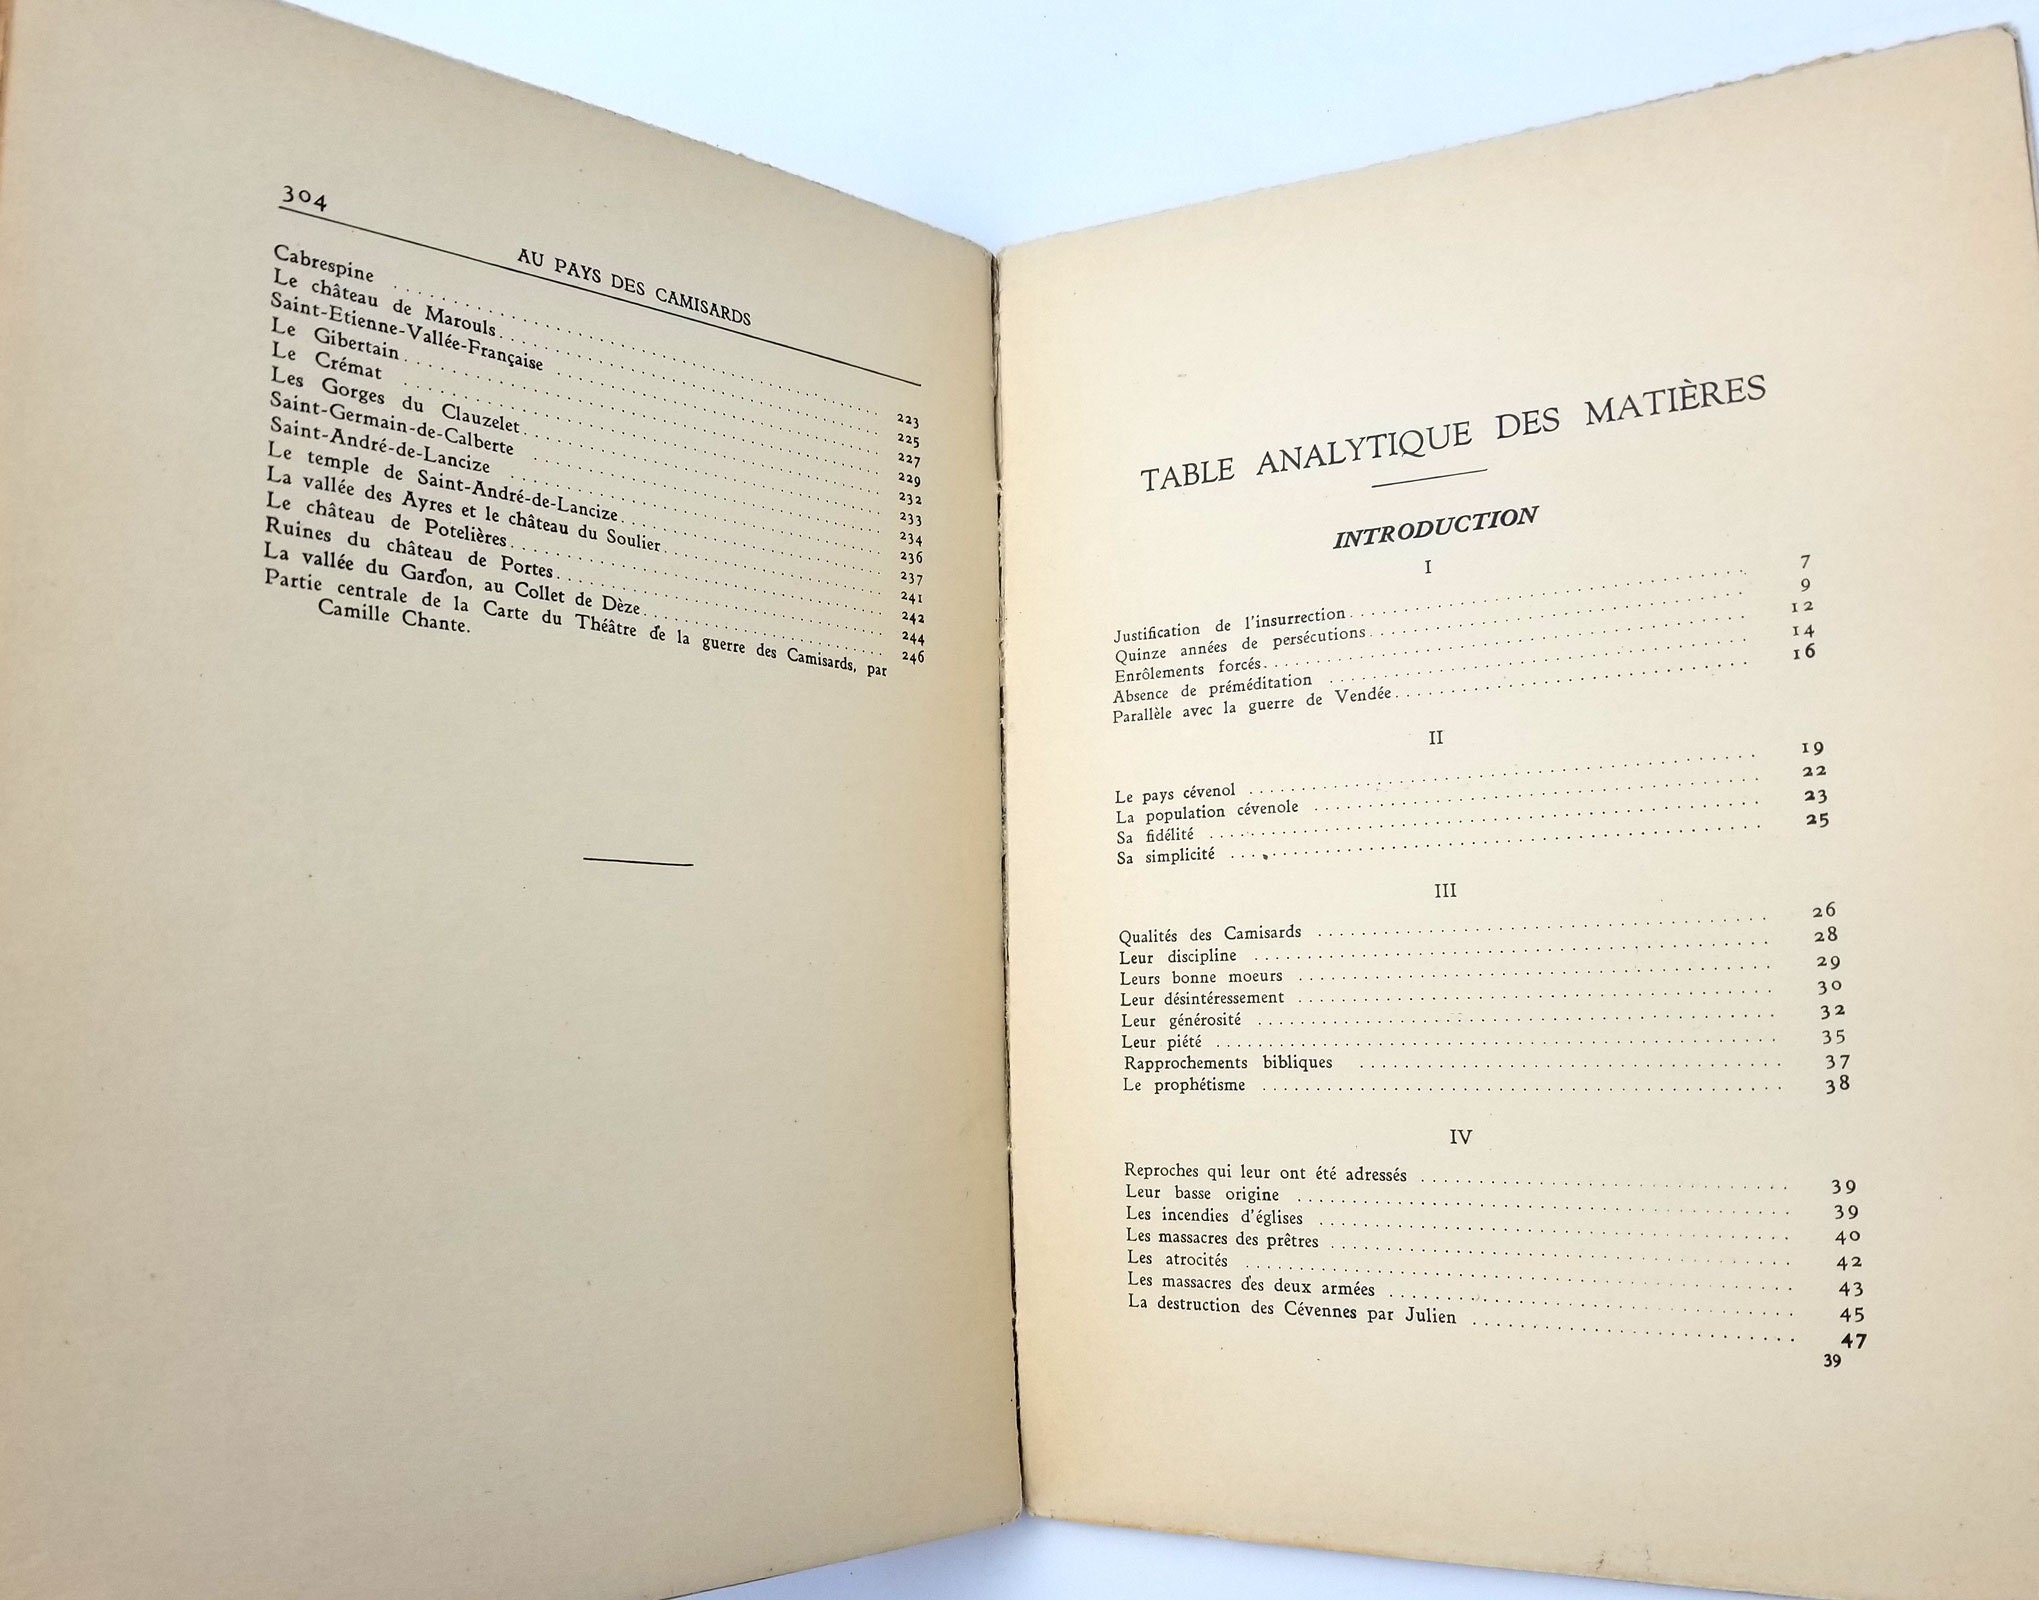 304
AU PAYS DES CAMISARDS
Cabrespine . . . . . 223
Le château de Marouls . . . . . 225
Saint-Etienne-Vallée-Française . . . . . 227
Le Gibertain . . . . . 229
Le Crémat . . . . . 232
Les Gorges du Clauzelet . . . . . 233
Saint-Germain-de-Calberte . . . . . 234
Saint-André-de-Lancize . . . . . 236
Le temple de Saint-André-de-Lancize . . . . . 237
La vallée des Ayres et le château du Soulier . . . . . 241
Le château de Potelières . . . . . 242
Ruines du château de Portes . . . . . 244
La vallée du Gardon, au Collet de Dèze . . . . . 246
Partie centrale de la Carte du Théâtre de la guerre des Camisards, par
Camille Chante.
TABLE ANALYTIQUE DES MATIÈRES
INTRODUCTION
I
Justification de l'insurrection . . . . . 7
Quinze années de persécutions . . . . . 9
Enrôlements forcés . . . . . 12
Absence de préméditation . . . . . 14
Parallèle avec la guerre de Vendée . . . . . 16
II
Le pays cévenol . . . . . 19
La population cévenole . . . . . 22
Sa fidélité . . . . . 23
Sa simplicité . . . . . 25
III
Qualités des Camisards . . . . . 26
Leur discipline . . . . . 28
Leurs bonne moeurs . . . . . 29
Leur désintéressement . . . . . 30
Leur générosité . . . . . 32
Leur piété . . . . . 35
Rapprochements bibliques . . . . . 37
Le prophétisme . . . . . 38
IV
Reproches qui leur ont été adressés . . . . . 39
Leur basse origine . . . . . 39
Les incendies d'églises . . . . . 40
Les massacres des prêtres . . . . . 42
Les atrocités . . . . . 43
Les massacres des deux armées . . . . . 45
La destruction des Cévennes par Julien . . . . . 47
39